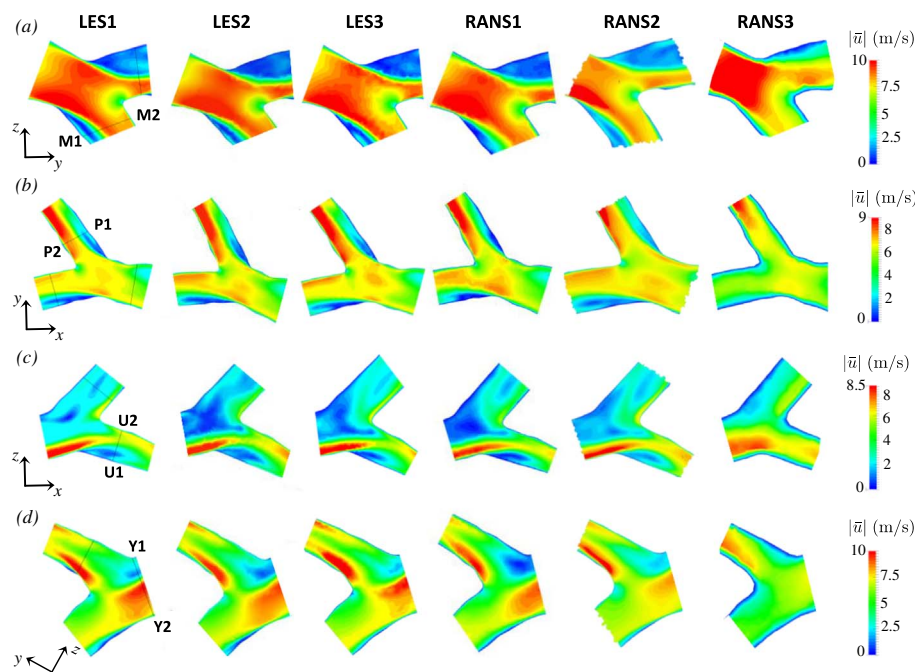 LES1 LES2 LES3 RANS1 RANS2 RANS3
(a)
|ū| (m/s)
10
7.5
5
2.5
0
M2
M1
z
y
(b)
|ū| (m/s)
9
8
6
4
2
0
P1
P2
y
x
(c)
|ū| (m/s)
8.5
8
6
4
2
0
U2
U1
z
x
(d)
|ū| (m/s)
10
7.5
5
2.5
0
Y1
Y2
y
z